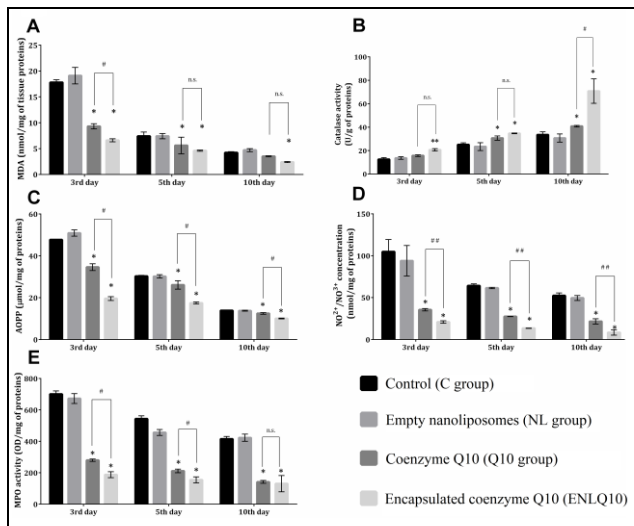 A
MDA (nmol/mg of tissue proteins)
25
20
15
10
5
0
#
n.s.
n.s.
* * * * *
3rd day 5th day 10th day
B
Catalase activity
(U/g of proteins)
100
80
60
40
20
0
n.s.
n.s.
#
** * * * *
3rd day 5th day 10th day
C
AOPP (µmol/mg of proteins)
60
40
20
0
#
#
#
* * * * * *
3rd day 5th day 10th day
D
NO2+/NO3+ concentration
(nmol/mg of proteins)
150
100
50
0
##
##
##
* * * * * *
3rd day 5th day 10th day
E
MPO activity (OD/mg of proteins)
800
600
400
200
0
#
#
n.s.
* * * * * *
3rd day 5th day 10th day
Control (C group)
Empty nanoliposomes (NL group)
Coenzyme Q10 (Q10 group)
Encapsulated coenzyme Q10 (ENLQ10)